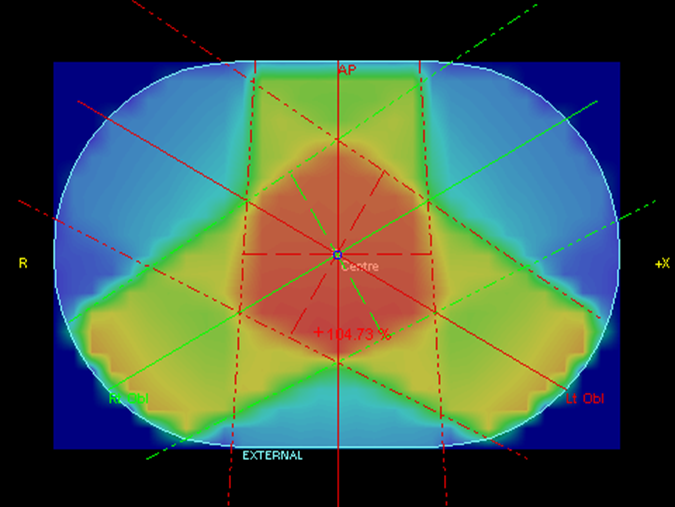 AP
R
+X
Centre
+104.73 %
Rt Obl
Lt Obl
EXTERNAL